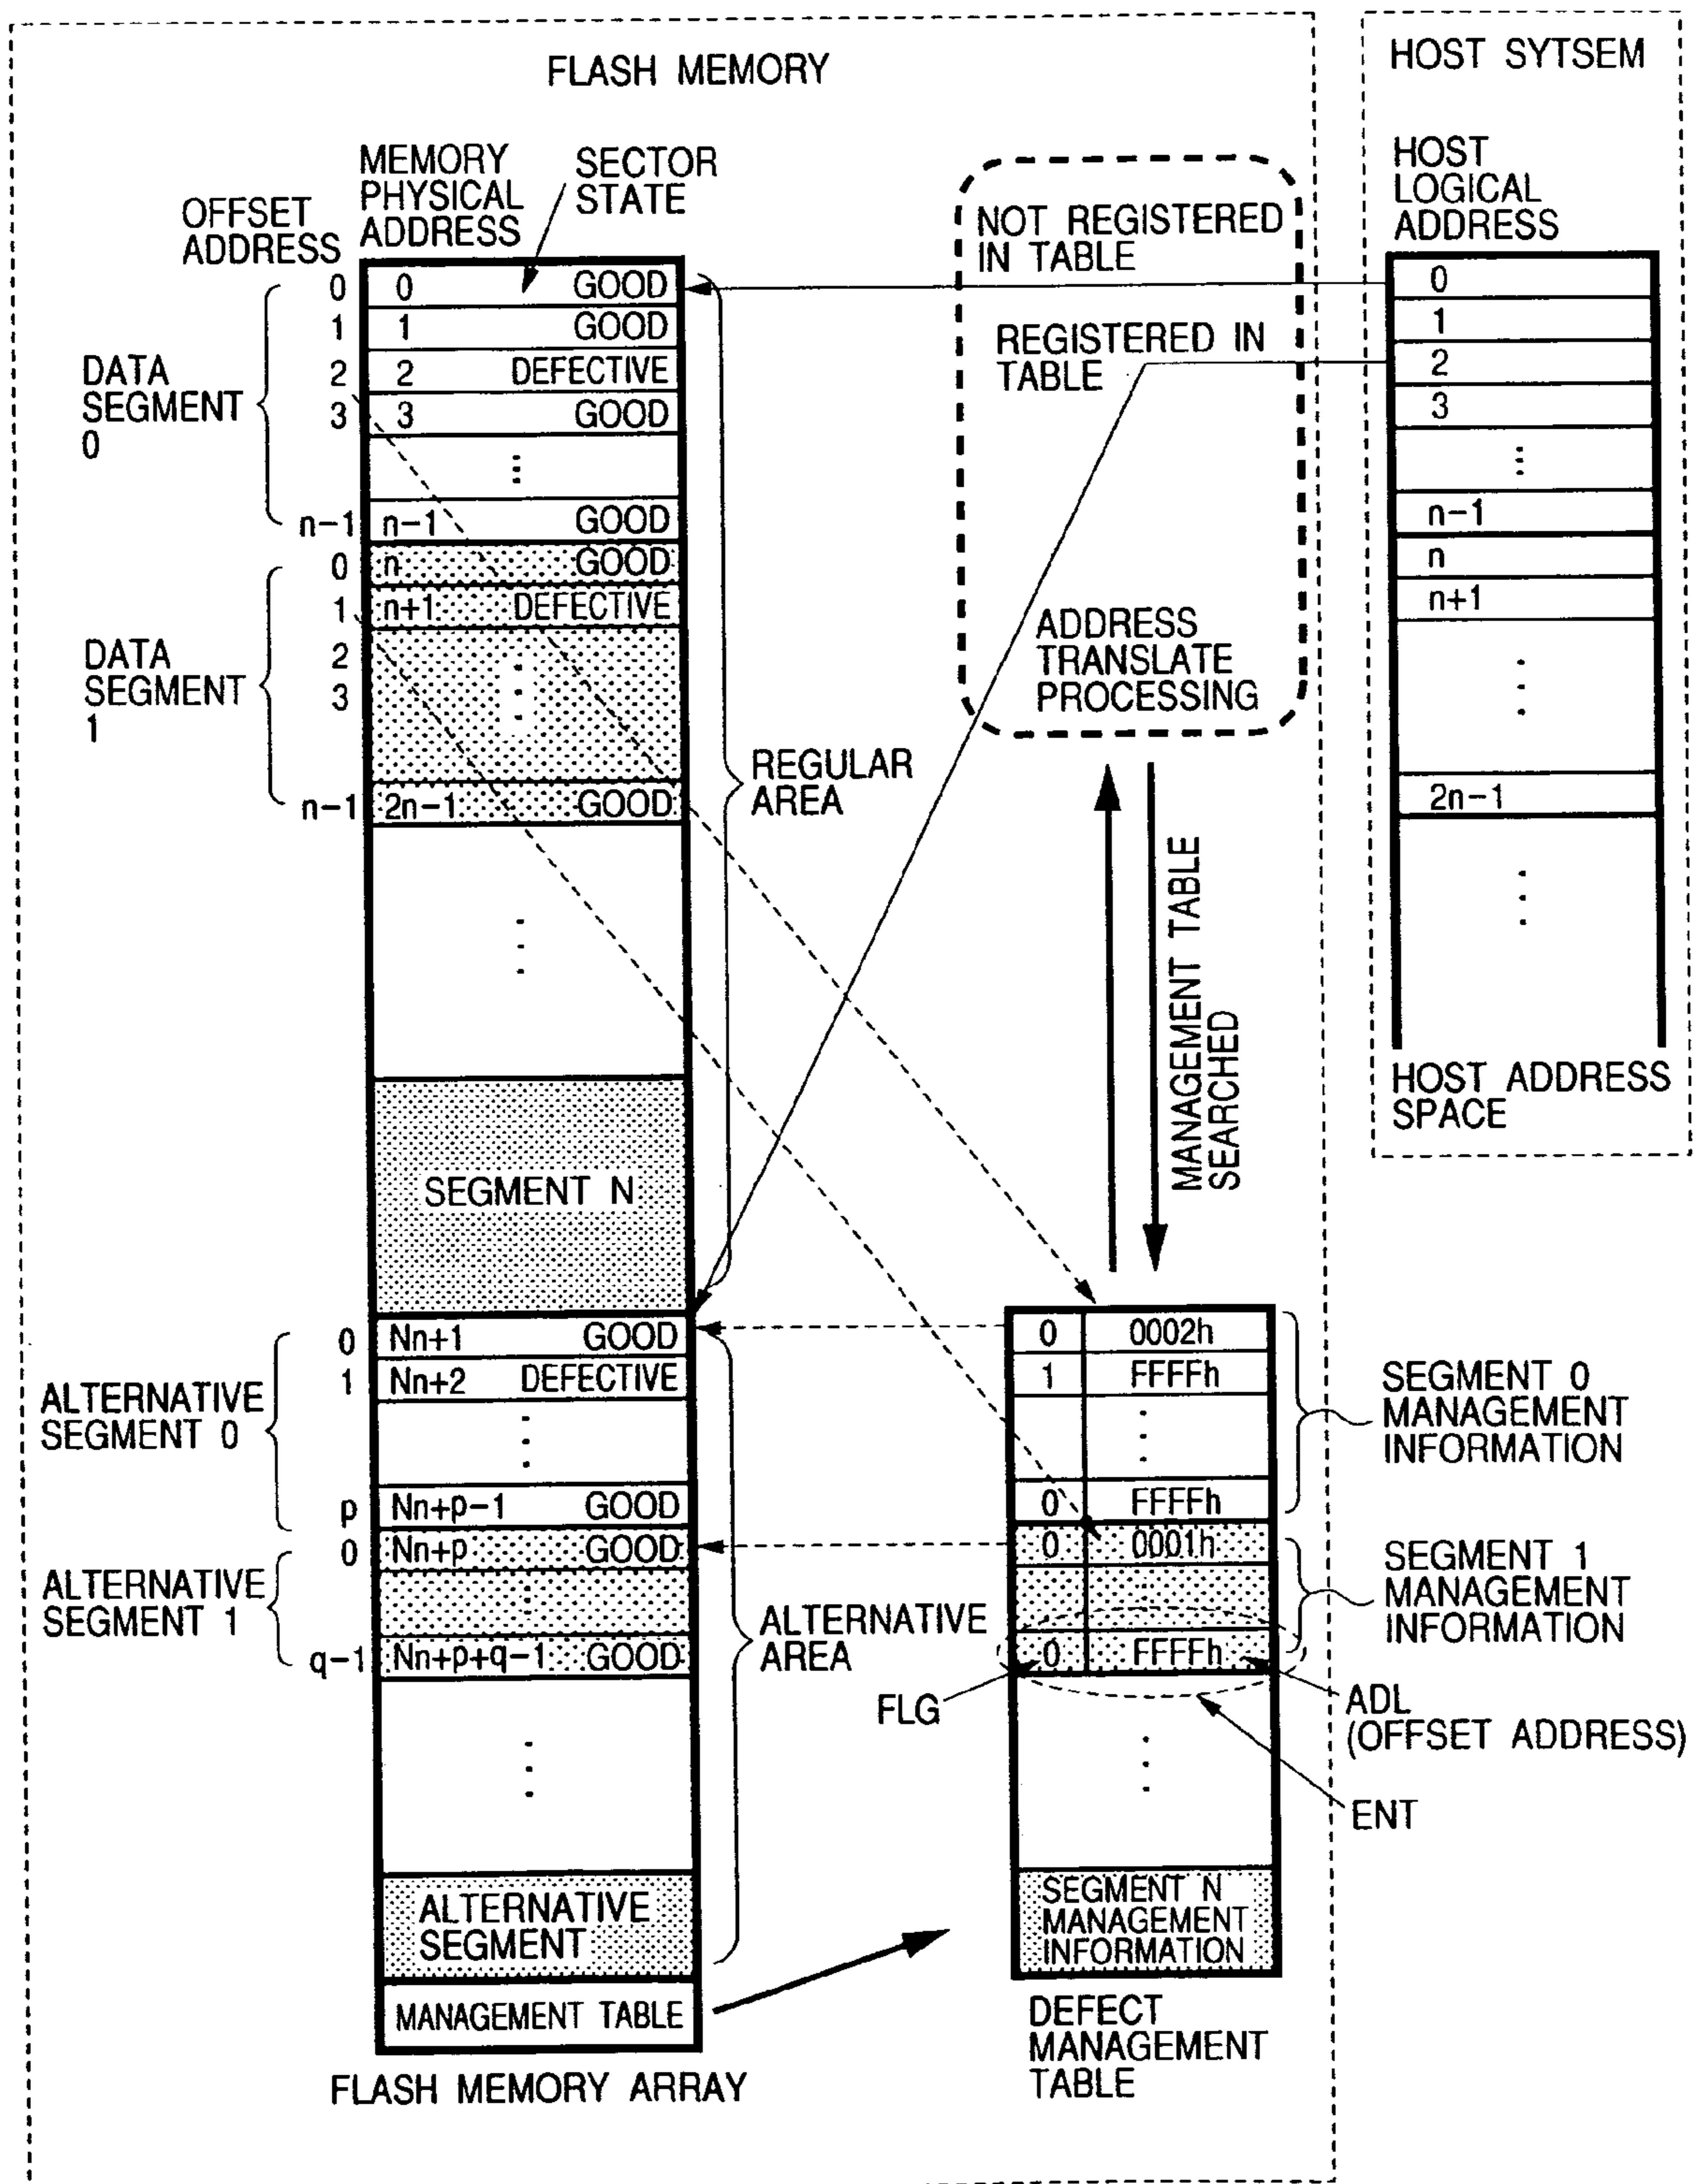 FLASH MEMORY
HOST SYTSEM
OFFSET
ADDRESS
MEMORY
PHYSICAL
ADDRESS
SECTOR
STATE
NOT REGISTERED
IN TABLE
REGISTERED IN
TABLE
ADDRESS
TRANSLATE
PROCESSING
HOST
LOGICAL
ADDRESS
DATA
SEGMENT
0
0 0 GOOD
1 1 GOOD
2 2 DEFECTIVE
3 3 GOOD
⋮
n-1 n-1 GOOD
DATA
SEGMENT
1
0 n GOOD
1 n+1 DEFECTIVE
2
3
⋮
n-1 2n-1 GOOD
⋮
SEGMENT N
REGULAR
AREA
0
1
2
3
⋮
n-1
n
n+1
⋮
2n-1
⋮
HOST ADDRESS
SPACE
MANAGEMENT TABLE
SEARCHED
ALTERNATIVE
SEGMENT 0
0 Nn+1 GOOD
1 Nn+2 DEFECTIVE
⋮
p Nn+p-1 GOOD
ALTERNATIVE
SEGMENT 1
0 Nn+p GOOD
⋮
q-1 Nn+p+q-1 GOOD
⋮
ALTERNATIVE
SEGMENT
MANAGEMENT TABLE
FLASH MEMORY ARRAY
ALTERNATIVE
AREA
0 0002h
1 FFFFh
⋮
0 FFFFh
0 0001h
⋮
0 FFFFh
⋮
SEGMENT N
MANAGEMENT
INFORMATION
DEFECT
MANAGEMENT
TABLE
SEGMENT 0
MANAGEMENT
INFORMATION
SEGMENT 1
MANAGEMENT
INFORMATION
FLG
ADL
(OFFSET ADDRESS)
ENT